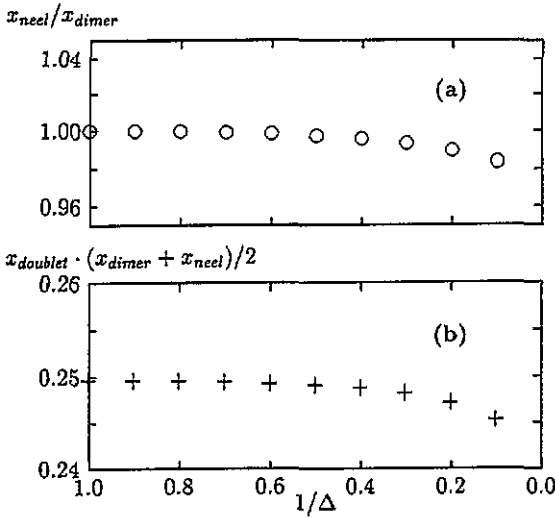 x_neel/x_dimer
1.04
(a)
1.00
0.96
x_doublet · (x_dimer + x_neel)/2
0.26
(b)
0.25
0.24
1.0 0.8 0.6 0.4 0.2 0.0
1/Δ